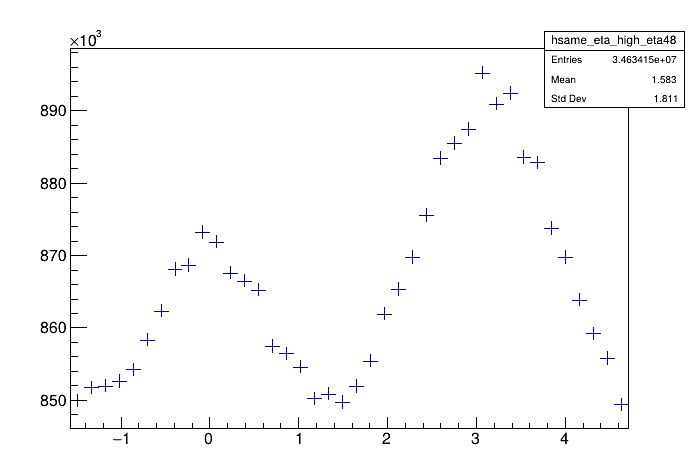 ×10³
hsame_eta_high_eta48
Entries 3.463415e+07
Mean 1.583
Std Dev 1.811
890
880
870
860
850
−1 0 1 2 3 4